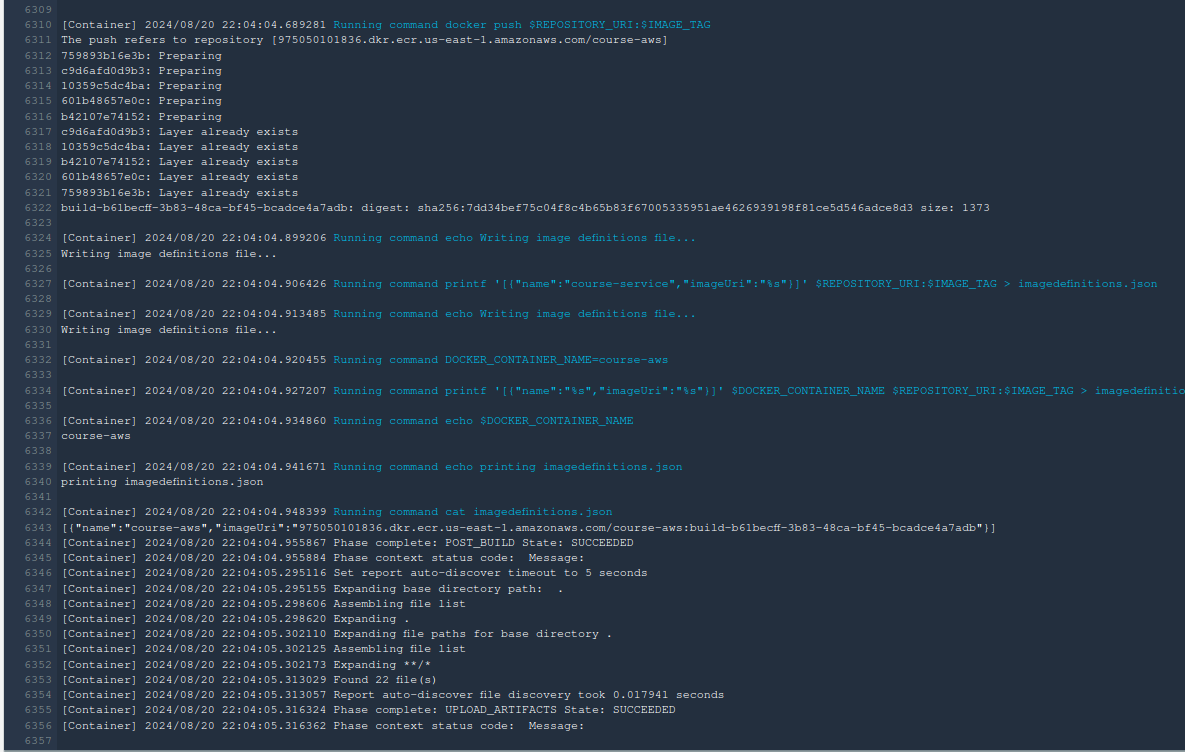 6309
6310 [Container] 2024/08/20 22:04:04.689281 Running command docker push $REPOSITORY_URI:$IMAGE_TAG
6311 The push refers to repository [975050101836.dkr.ecr.us-east-1.amazonaws.com/course-aws]
6312 759893b16e3b: Preparing
6313 c9d6afd0d9b3: Preparing
6314 10359c5dc4ba: Preparing
6315 601b48657e0c: Preparing
6316 b42107e74152: Preparing
6317 c9d6afd0d9b3: Layer already exists
6318 10359c5dc4ba: Layer already exists
6319 b42107e74152: Layer already exists
6320 601b48657e0c: Layer already exists
6321 759893b16e3b: Layer already exists
6322 build-b61becff-3b83-48ca-bf45-bcadce4a7adb: digest: sha256:7dd34bef75c04f8c4b65b83f67005335951ae4626939198f81ce5d546adce8d3 size: 1373
6323
6324 [Container] 2024/08/20 22:04:04.899206 Running command echo Writing image definitions file...
6325 Writing image definitions file...
6326
6327 [Container] 2024/08/20 22:04:04.906426 Running command printf '[{"name":"course-service","imageUri":"%s"}]' $REPOSITORY_URI:$IMAGE_TAG > imagedefinitions.json
6328
6329 [Container] 2024/08/20 22:04:04.913485 Running command echo Writing image definitions file...
6330 Writing image definitions file...
6331
6332 [Container] 2024/08/20 22:04:04.920455 Running command DOCKER_CONTAINER_NAME=course-aws
6333
6334 [Container] 2024/08/20 22:04:04.927207 Running command printf '[{"name":"%s","imageUri":"%s"}]' $DOCKER_CONTAINER_NAME $REPOSITORY_URI:$IMAGE_TAG > imagedefinitio
6335
6336 [Container] 2024/08/20 22:04:04.934860 Running command echo $DOCKER_CONTAINER_NAME
6337 course-aws
6338
6339 [Container] 2024/08/20 22:04:04.941671 Running command echo printing imagedefinitions.json
6340 printing imagedefinitions.json
6341
6342 [Container] 2024/08/20 22:04:04.948399 Running command cat imagedefinitions.json
6343 [{"name":"course-aws","imageUri":"975050101836.dkr.ecr.us-east-1.amazonaws.com/course-aws:build-b61becff-3b83-48ca-bf45-bcadce4a7adb"}]
6344 [Container] 2024/08/20 22:04:04.955867 Phase complete: POST_BUILD State: SUCCEEDED
6345 [Container] 2024/08/20 22:04:04.955884 Phase context status code:  Message:
6346 [Container] 2024/08/20 22:04:05.295116 Set report auto-discover timeout to 5 seconds
6347 [Container] 2024/08/20 22:04:05.295155 Expanding base directory path:  .
6348 [Container] 2024/08/20 22:04:05.298606 Assembling file list
6349 [Container] 2024/08/20 22:04:05.298620 Expanding .
6350 [Container] 2024/08/20 22:04:05.302110 Expanding file paths for base directory .
6351 [Container] 2024/08/20 22:04:05.302125 Assembling file list
6352 [Container] 2024/08/20 22:04:05.302173 Expanding **/*
6353 [Container] 2024/08/20 22:04:05.313029 Found 22 file(s)
6354 [Container] 2024/08/20 22:04:05.313057 Report auto-discover file discovery took 0.017941 seconds
6355 [Container] 2024/08/20 22:04:05.316324 Phase complete: UPLOAD_ARTIFACTS State: SUCCEEDED
6356 [Container] 2024/08/20 22:04:05.316362 Phase context status code:  Message:
6357